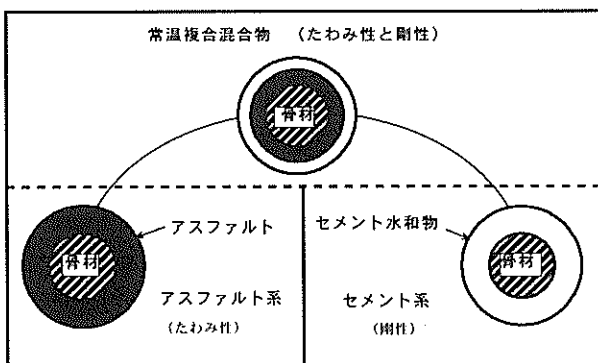 常温複合混合物 （たわみ性と剛性）
骨材
アスファルト
セメント水和物
骨材
骨材
アスファルト系
（たわみ性）
セメント系
（剛性）